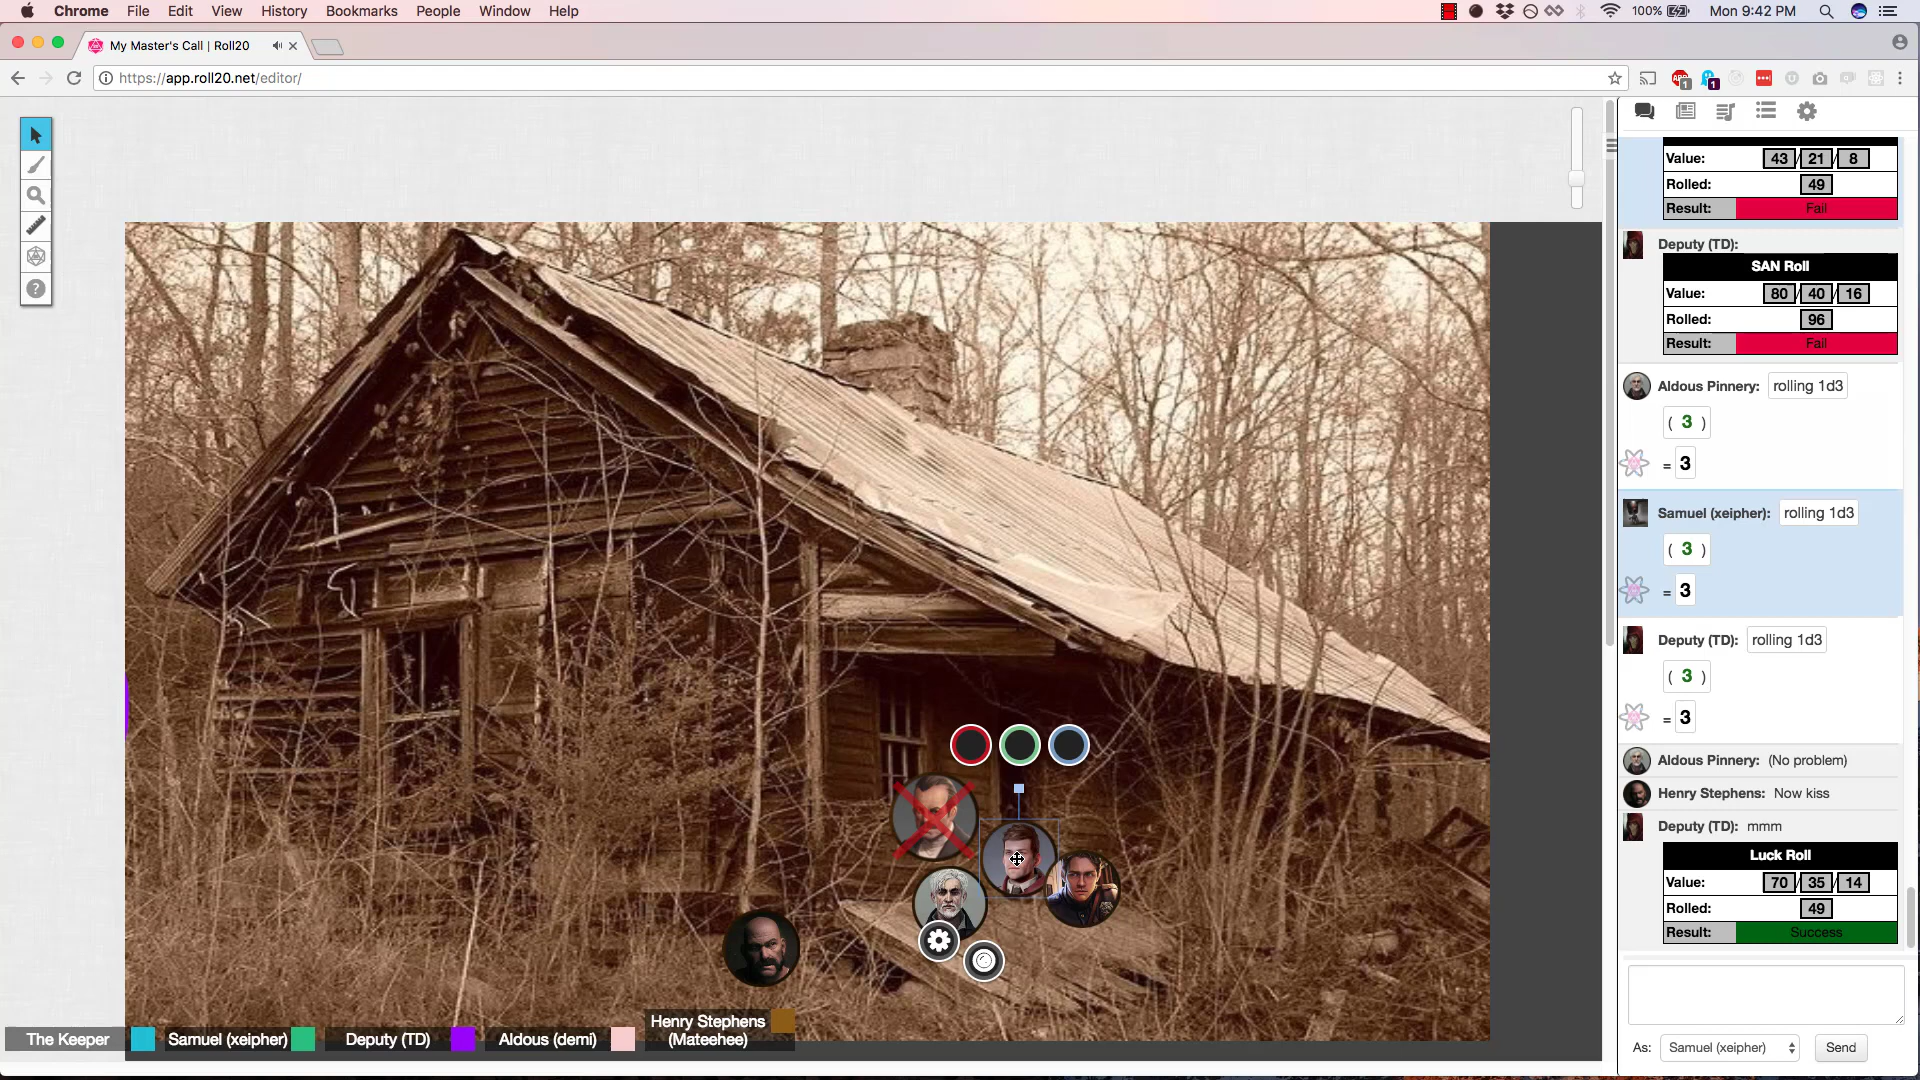 Chrome File Edit View History Bookmarks People Window Help 100% Mon 9:42 PM
My Master's Call | Roll20
https://app.roll20.net/editor/
Value: 43 / 21 / 8
Rolled: 49
Result: Fail
Deputy (TD):
SAN Roll
Value: 80 / 40 / 16
Rolled: 96
Result: Fail
Aldous Pinnery: rolling 1d3
( 3 )
= 3
Samuel (xeipher): rolling 1d3
( 3 )
= 3
Deputy (TD): rolling 1d3
( 3 )
= 3
Aldous Pinnery: (No problem)
Henry Stephens: Now kiss
Deputy (TD): mmm
Luck Roll
Value: 70 / 35 / 14
Rolled: 49
Result: Success
As: Samuel (xeipher) Send
The Keeper
Samuel (xeipher)
Deputy (TD)
Aldous (demi)
Henry Stephens
(Mateehee)